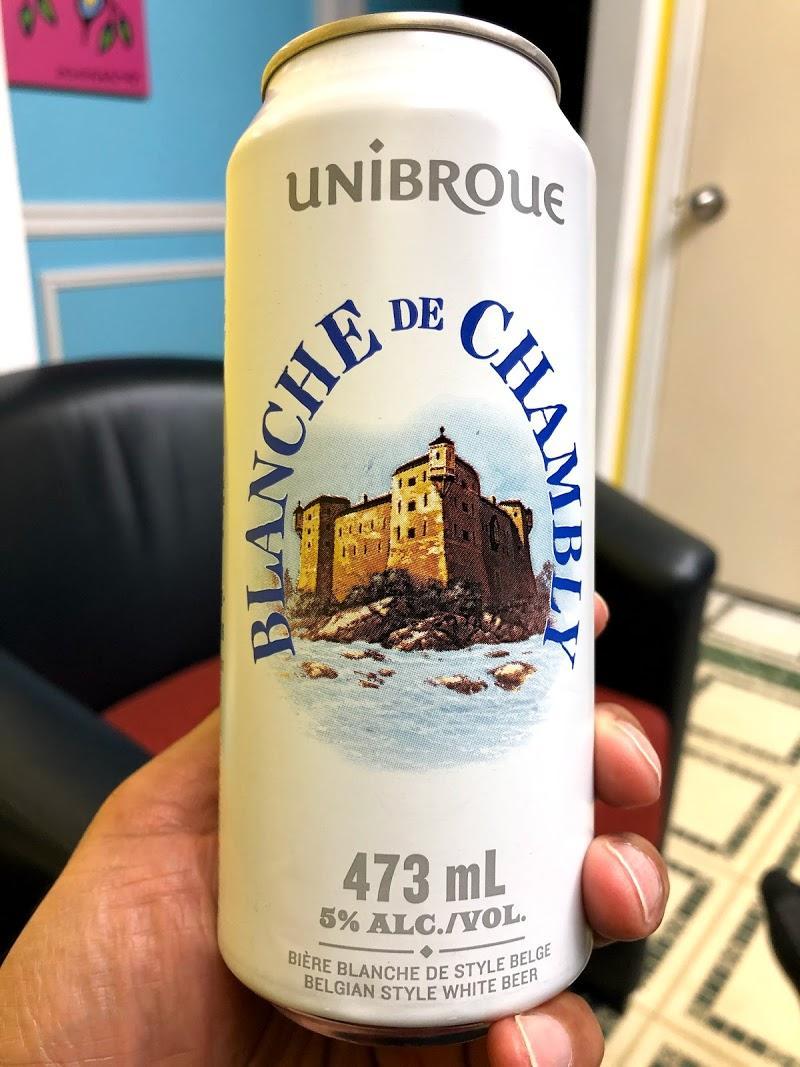 UNIBROUE
BLANCHE DE CHAMBLY
473 mL
5% ALC./VOL.
BIÈRE BLANCHE DE STYLE BELGE
BELGIAN STYLE WHITE BEER